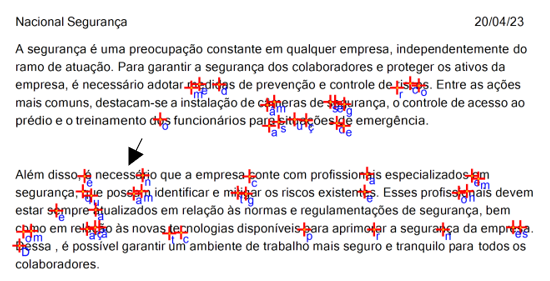 Nacional Segurança 20/04/23
A segurança é uma preocupação constante em qualquer empresa, independentemente do
ramo de atuação. Para garantir a segurança dos colaboradores e proteger os ativos da
empresa, é necessário adotar medidas de prevenção e controle de riscos. Entre as ações
mais comuns, destacam-se a instalação de câmeras de segurança, o controle de acesso ao
prédio e o treinamento dos funcionários para situações de emergência.
Além disso, é necessário que a empresa conte com profissionais especializados em
segurança, que possam identificar e mitigar os riscos existentes. Esses profissionais devem
estar sempre atualizados em relação às normas e regulamentações de segurança, bem
como em relação às novas tecnologias disponíveis para aprimorar a segurança da empresa.
Dessa , é possível garantir um ambiente de trabalho mais seguro e tranquilo para todos os
colaboradores.